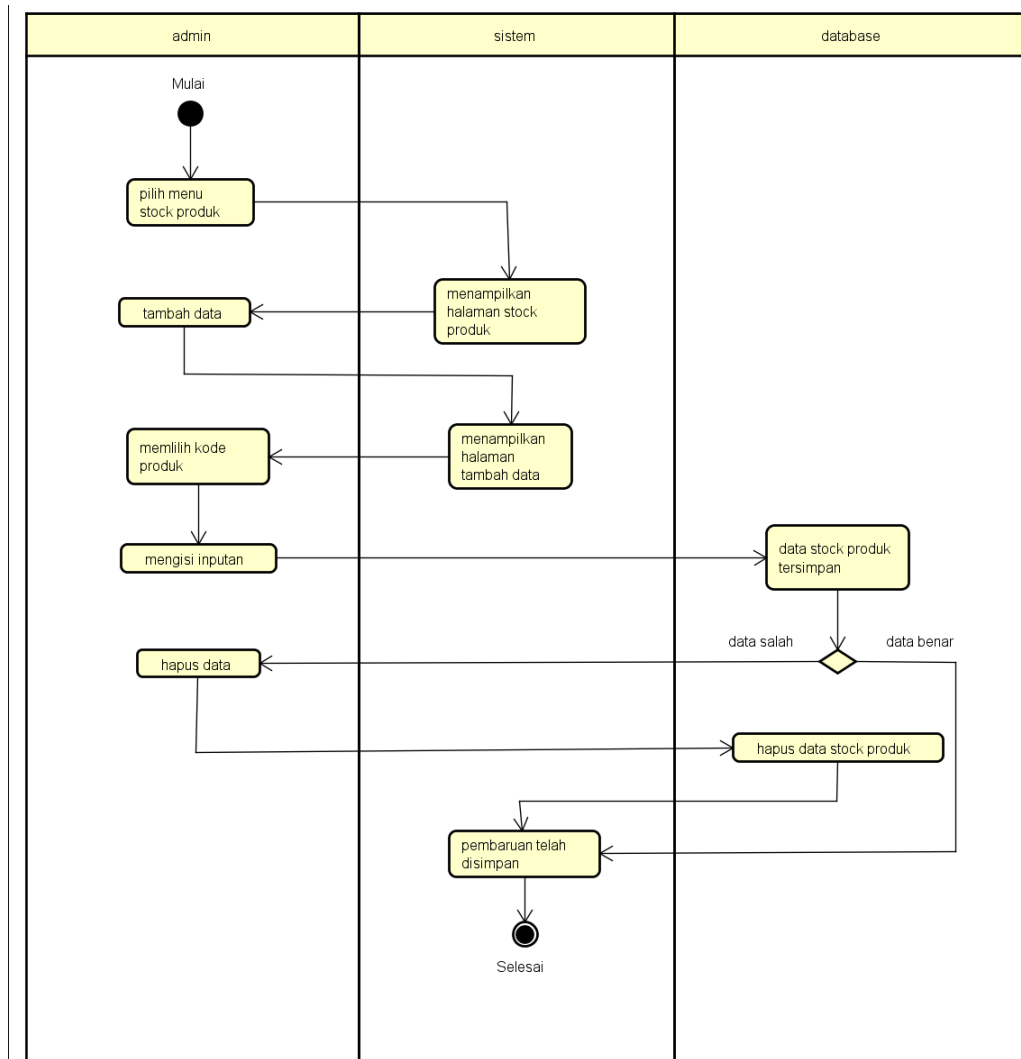 admin
sistem
database
Mulai
pilih menu
stock produk
menampilkan
halaman stock
produk
tambah data
menampilkan
halaman
tambah data
memlilih kode
produk
mengisi inputan
data stock produk
tersimpan
data salah
data benar
hapus data
hapus data stock produk
pembaruan telah
disimpan
Selesai